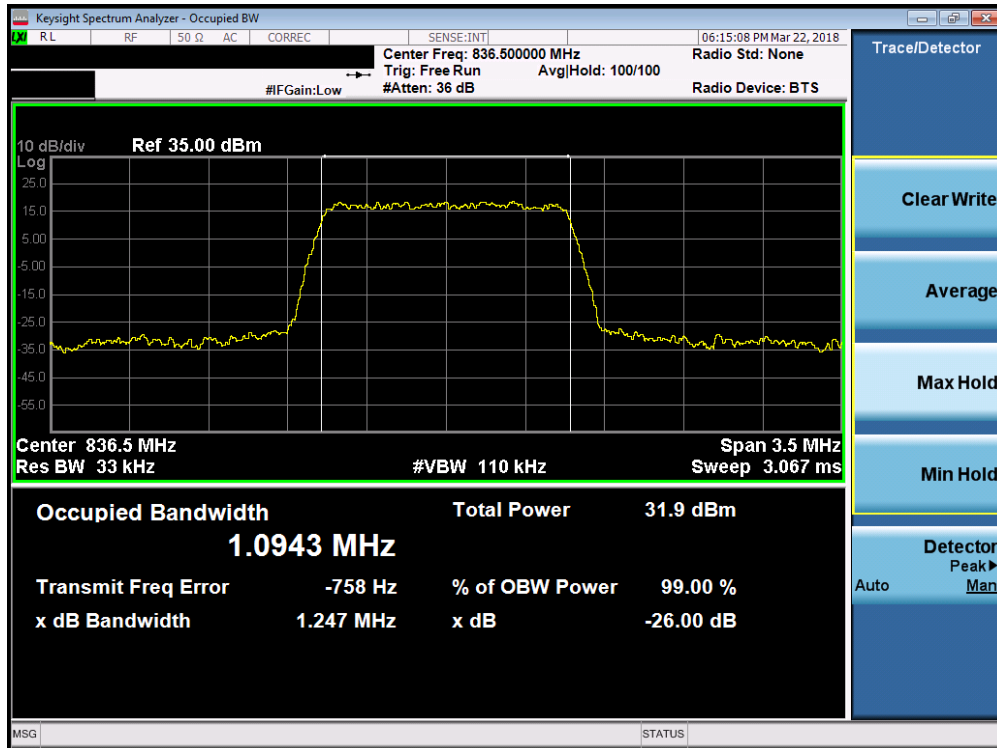 Keysight Spectrum Analyzer - Occupied BW
LXI RL RF 50 Ω AC CORREC SENSE:INT 06:15:08 PM Mar 22, 2018
Center Freq: 836.500000 MHz Radio Std: None
Trig: Free Run Avg|Hold: 100/100
#IFGain:Low #Atten: 36 dB Radio Device: BTS
10 dB/div Ref 35.00 dBm
Log
25.0
15.0
5.00
-5.00
-15.0
-25.0
-35.0
-45.0
-55.0
Center 836.5 MHz Span 3.5 MHz
Res BW 33 kHz #VBW 110 kHz Sweep 3.067 ms
Occupied Bandwidth Total Power 31.9 dBm
1.0943 MHz
Transmit Freq Error -758 Hz % of OBW Power 99.00 %
x dB Bandwidth 1.247 MHz x dB -26.00 dB
MSG STATUS
Trace/Detector
Clear Write
Average
Max Hold
Min Hold
Detector
Peak▶
Auto Man